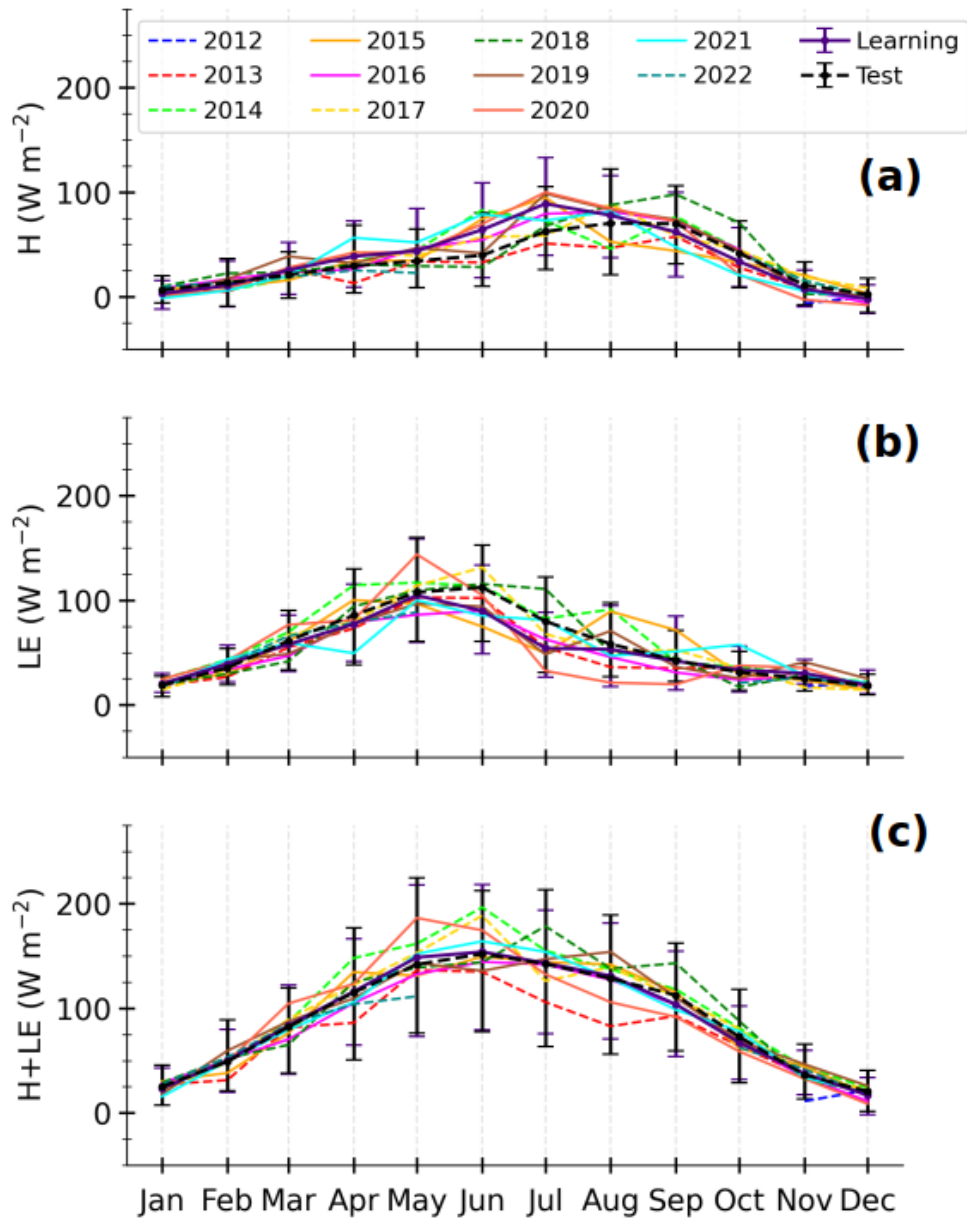 2012 2015 2018 2021 Learning
2013 2016 2019 2022 Test
2014 2017 2020
H (W m⁻²)
200
100
0
(a)
LE (W m⁻²)
200
100
0
(b)
H+LE (W m⁻²)
200
100
0
(c)
Jan Feb Mar Apr May Jun Jul Aug Sep Oct Nov Dec